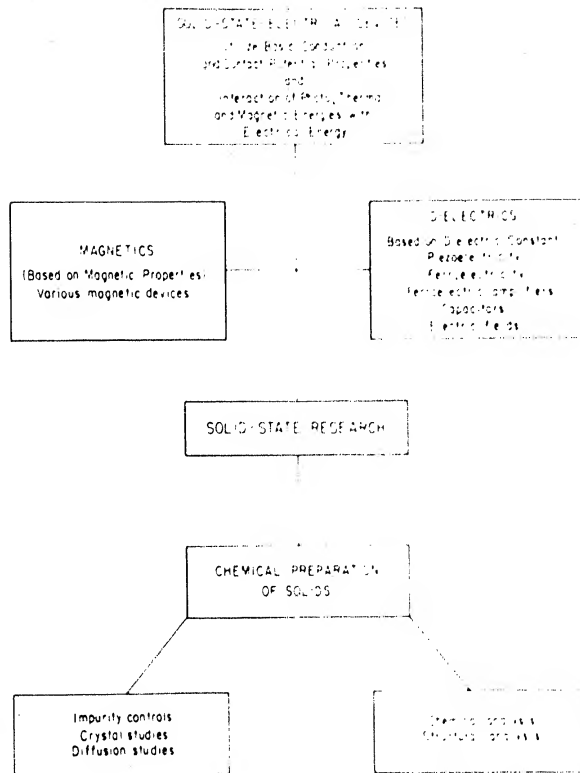 SOLID-STATE-ELECTRICAL DEVICES
Basic Conduction
and Contact Potential Properties
and
Interaction of Photo, Thermal
and Magnetic Energies with
Electrical Energy
MAGNETICS
(Based on Magnetic Properties)
Various magnetic devices
DIELECTRICS
Based on Dielectric Constant
Piezoelectricity
Ferroelectricity
Ferroelectric amplifiers
Capacitors
Electric fields
SOLID-STATE RESEARCH
CHEMICAL PREPARATION
OF SOLIDS
Impurity controls
Crystal studies
Diffusion studies
Chemical analysis
Structural analysis